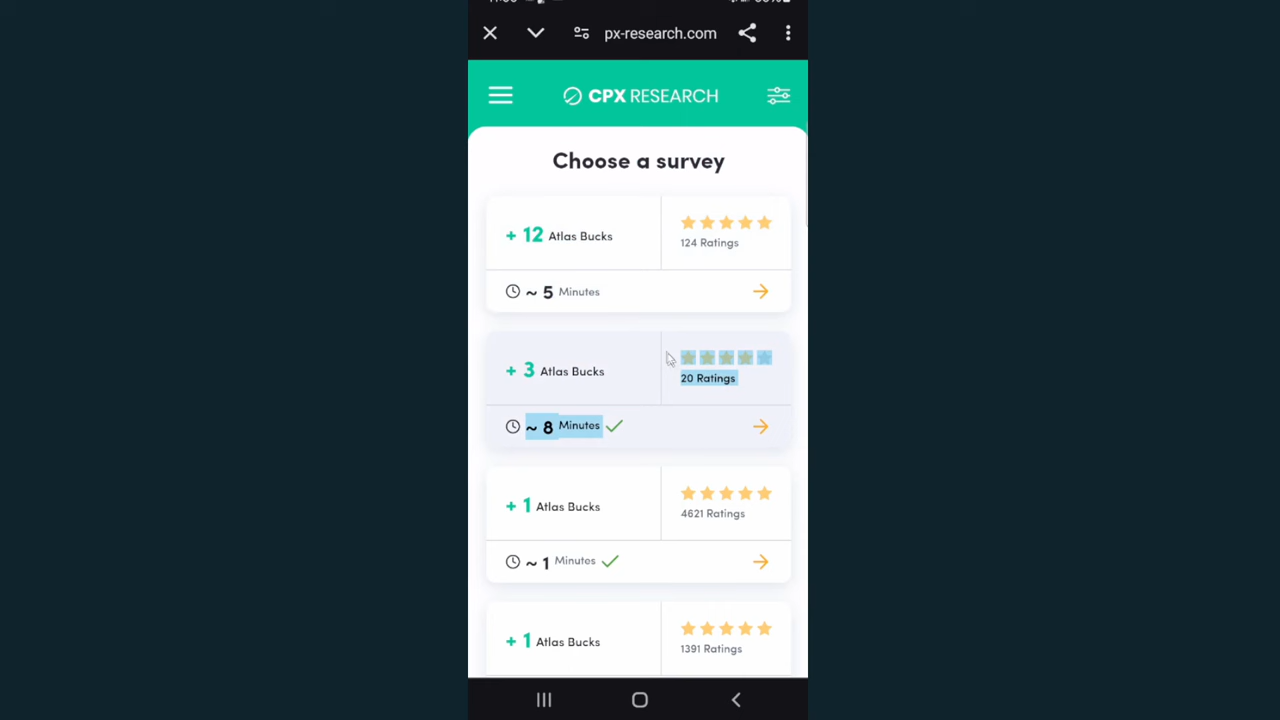 px-research.com
CPX RESEARCH
Choose a survey
+ 12 Atlas Bucks
124 Ratings
~ 5 Minutes
+ 3 Atlas Bucks
20 Ratings
~ 8 Minutes
+ 1 Atlas Bucks
4621 Ratings
~ 1 Minutes
+ 1 Atlas Bucks
1391 Ratings